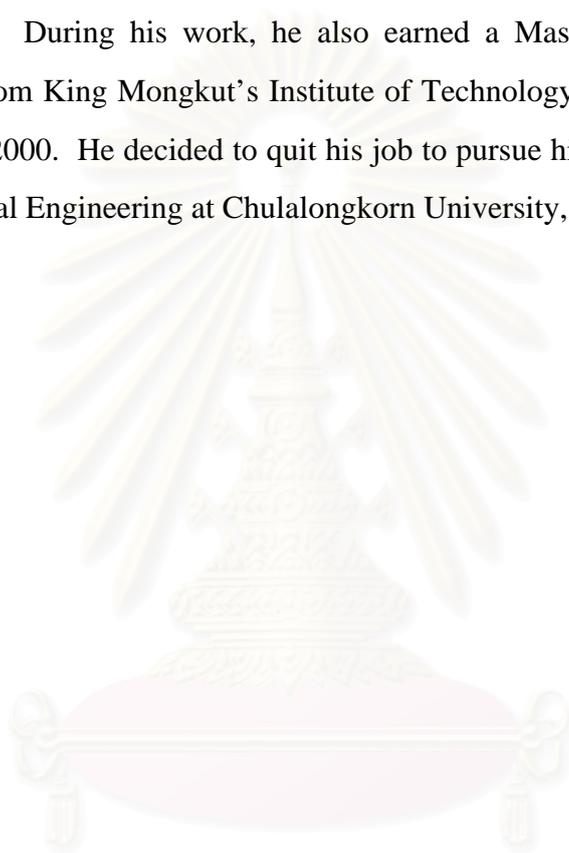 During his work, he also earned a Mas
om King Mongkut’s Institute of Technology
2000. He decided to quit his job to pursue hi
al Engineering at Chulalongkorn University,